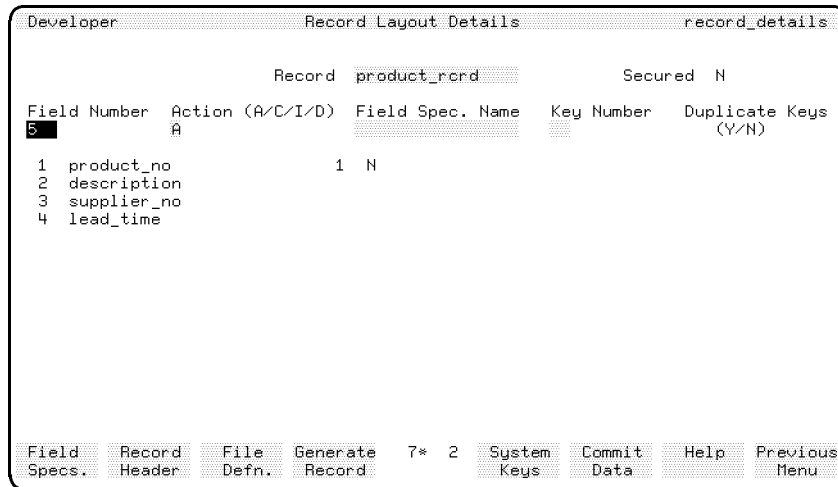 Developer Record Layout Details record_details
Record product_rcrd Secured N
Field Number Action (A/C/I/D) Field Spec. Name Key Number Duplicate Keys
5 A (Y/N)
1 product_no 1 N
2 description
3 supplier_no
4 lead_time
Field Record File Generate 7* 2 System Commit Help Previous
Specs. Header Defn. Record Keys Data Menu